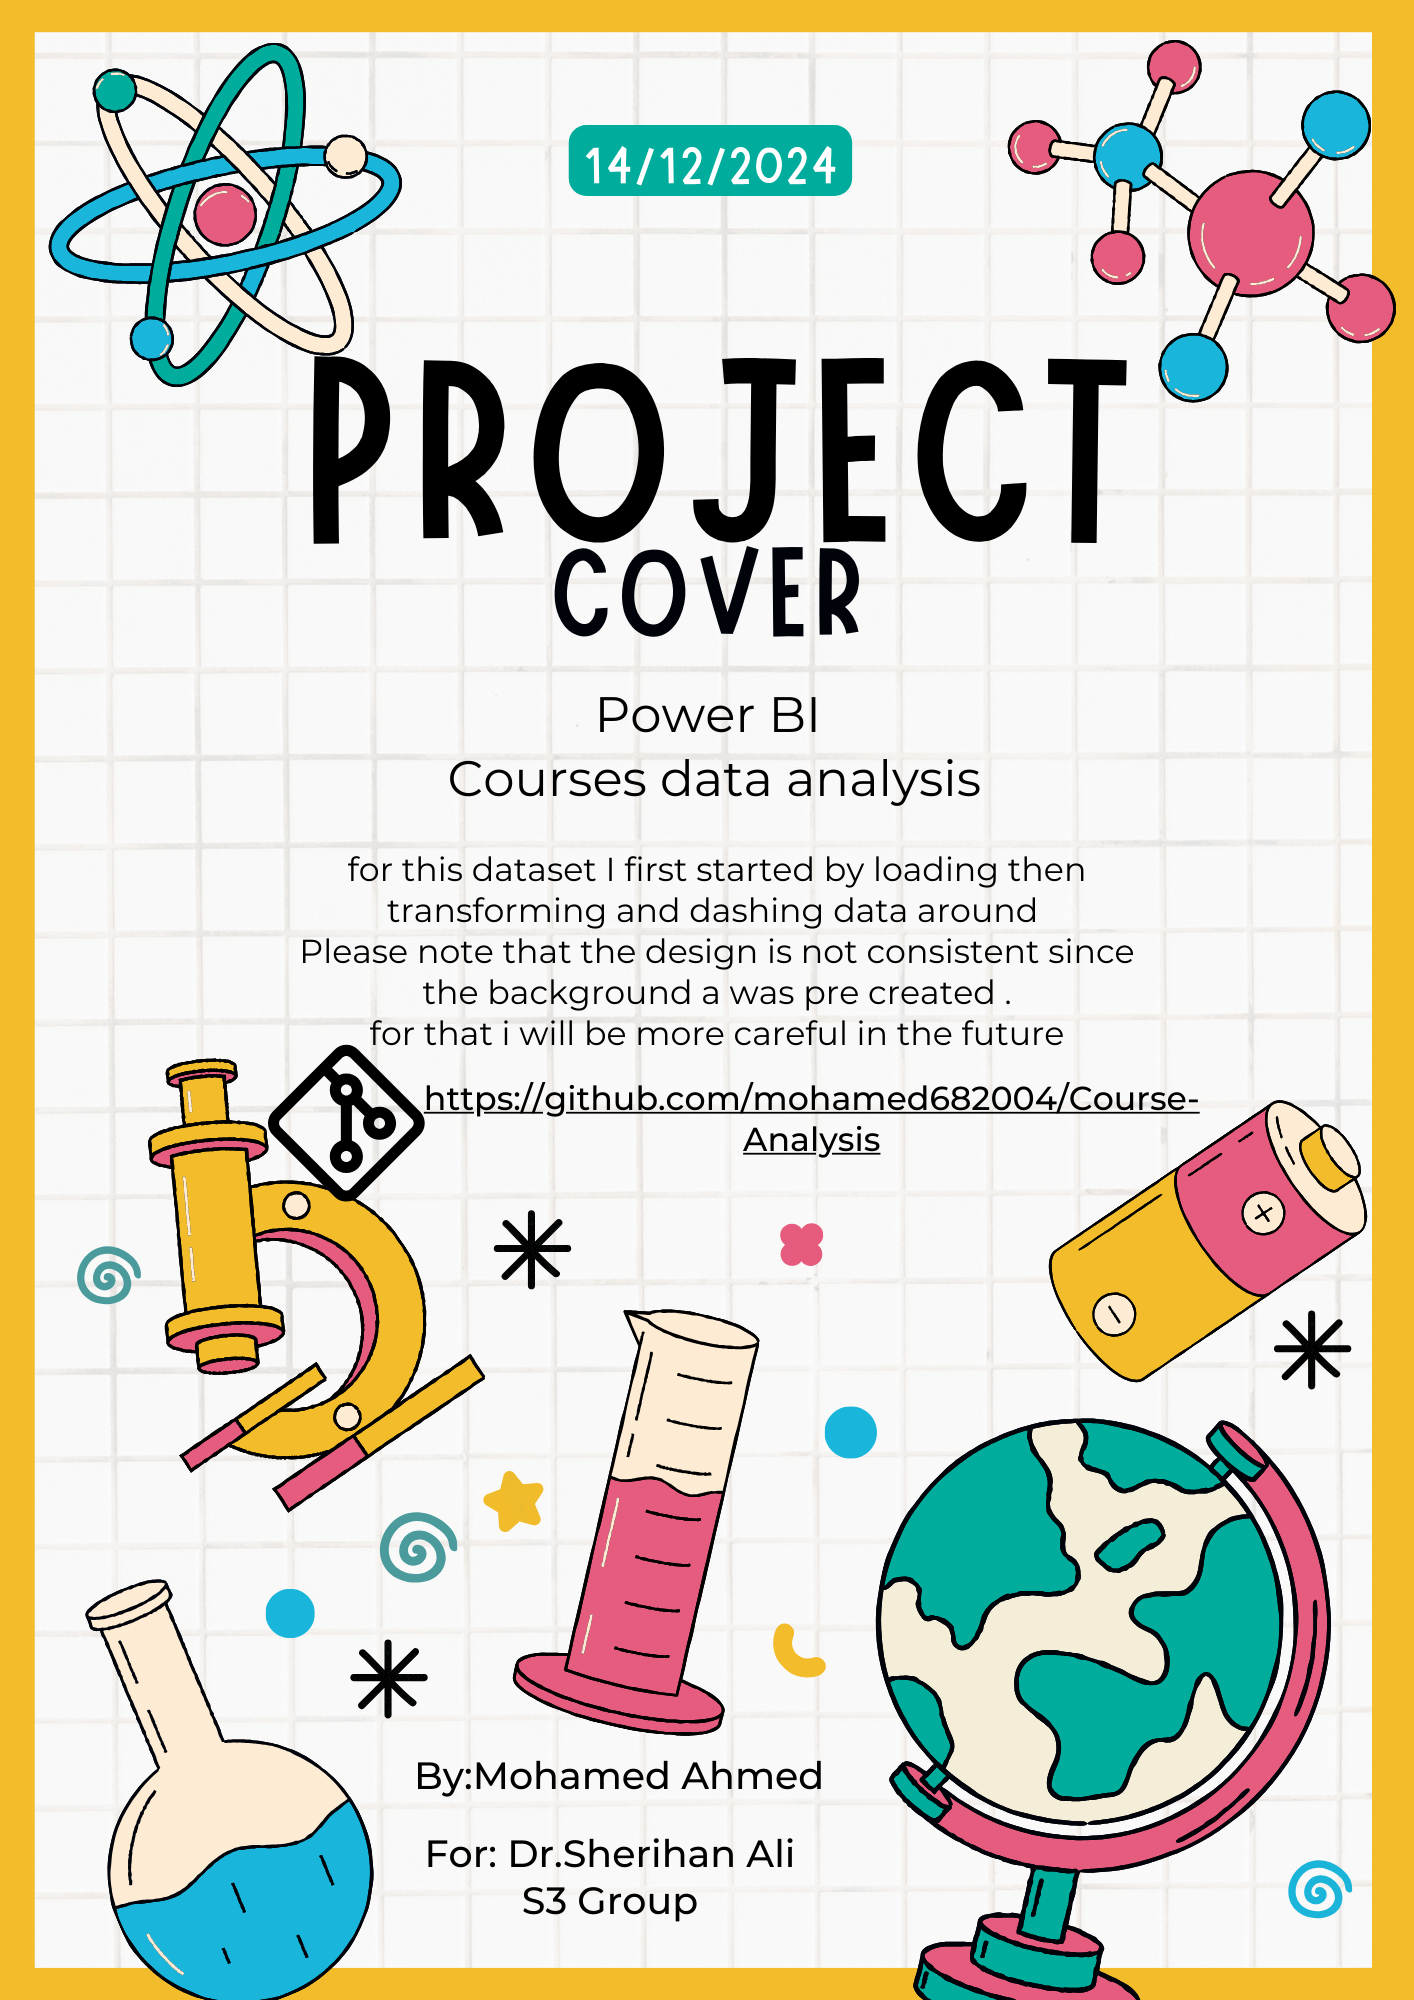 14/12/2024
PROJECT
COVER
Power BI
Courses data analysis
for this dataset I first started by loading then
transforming and dashing data around
Please note that the design is not consistent since
the background a was pre created .
for that i will be more careful in the future
https://github.com/mohamed682004/Course-
Analysis
By:Mohamed Ahmed
For: Dr.Sherihan Ali
S3 Group